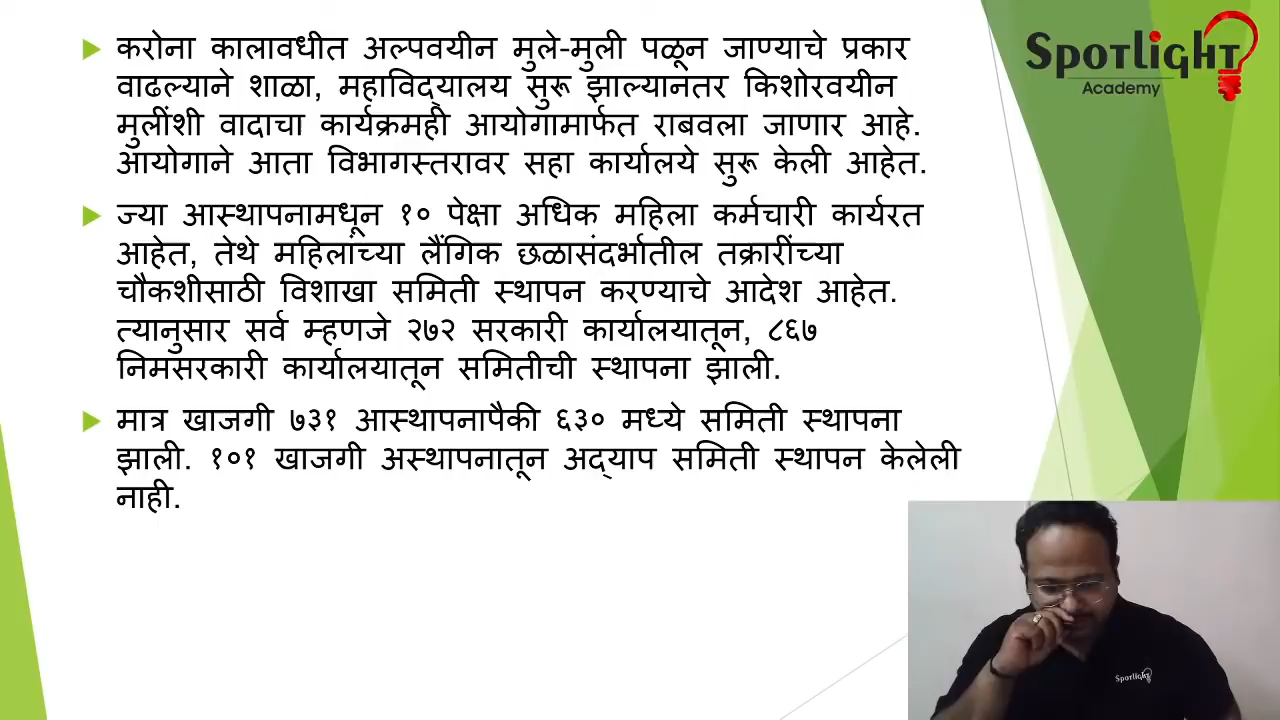 करोना कालावधीत अल्पवयीन मुले-मुली पळून जाण्याचे प्रकार
वाढल्याने शाळा, महाविद्यालय सुरू झाल्यानंतर किशोरवयीन
मुलींशी वादाचा कार्यक्रमही आयोगामार्फत राबवला जाणार आहे.
आयोगाने आता विभागस्तरावर सहा कार्यालये सुरू केली आहेत.
ज्या आस्थापनामधून १० पेक्षा अधिक महिला कर्मचारी कार्यरत
आहेत, तेथे महिलांच्या लैंगिक छळासंदर्भातील तक्रारींच्या
चौकशीसाठी विशाखा समिती स्थापन करण्याचे आदेश आहेत.
त्यानुसार सर्व म्हणजे २७२ सरकारी कार्यालयातून, ८६७
निमसरकारी कार्यालयातून समितीची स्थापना झाली.
मात्र खाजगी ७३१ आस्थापनापैकी ६३० मध्ये समिती स्थापना
झाली. १०१ खाजगी अस्थापनातून अद्याप समिती स्थापन केलेली
नाही.
Spotlight
Academy
Spotlight